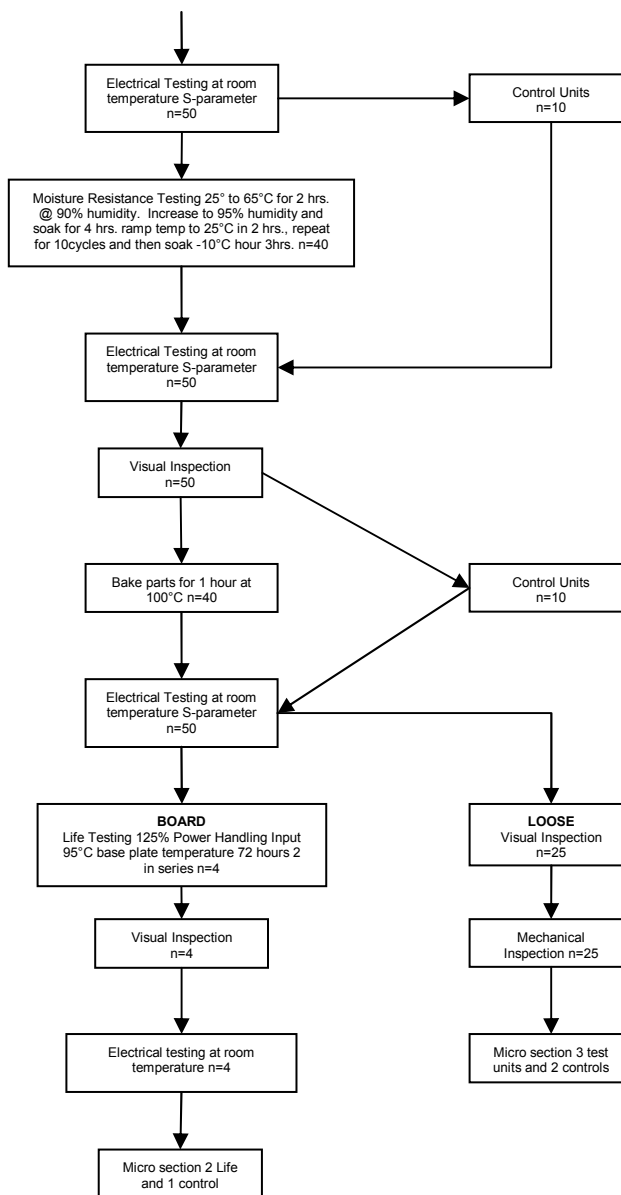 Electrical Testing at room
temperature S-parameter
n=50
Control Units
n=10
Moisture Resistance Testing 25° to 65°C for 2 hrs.
@ 90% humidity.  Increase to 95% humidity and
soak for 4 hrs. ramp temp to 25°C in 2 hrs., repeat
for 10cycles and then soak -10°C hour 3hrs. n=40
Electrical Testing at room
temperature S-parameter
n=50
Visual Inspection
n=50
Bake parts for 1 hour at
100°C n=40
Control Units
n=10
Electrical Testing at room
temperature S-parameter
n=50
BOARD
Life Testing 125% Power Handling Input
95°C base plate temperature 72 hours 2
in series n=4
LOOSE
Visual Inspection
n=25
Visual Inspection
n=4
Mechanical
Inspection n=25
Electrical testing at room
temperature n=4
Micro section 3 test
units and 2 controls
Micro section 2 Life
and 1 control